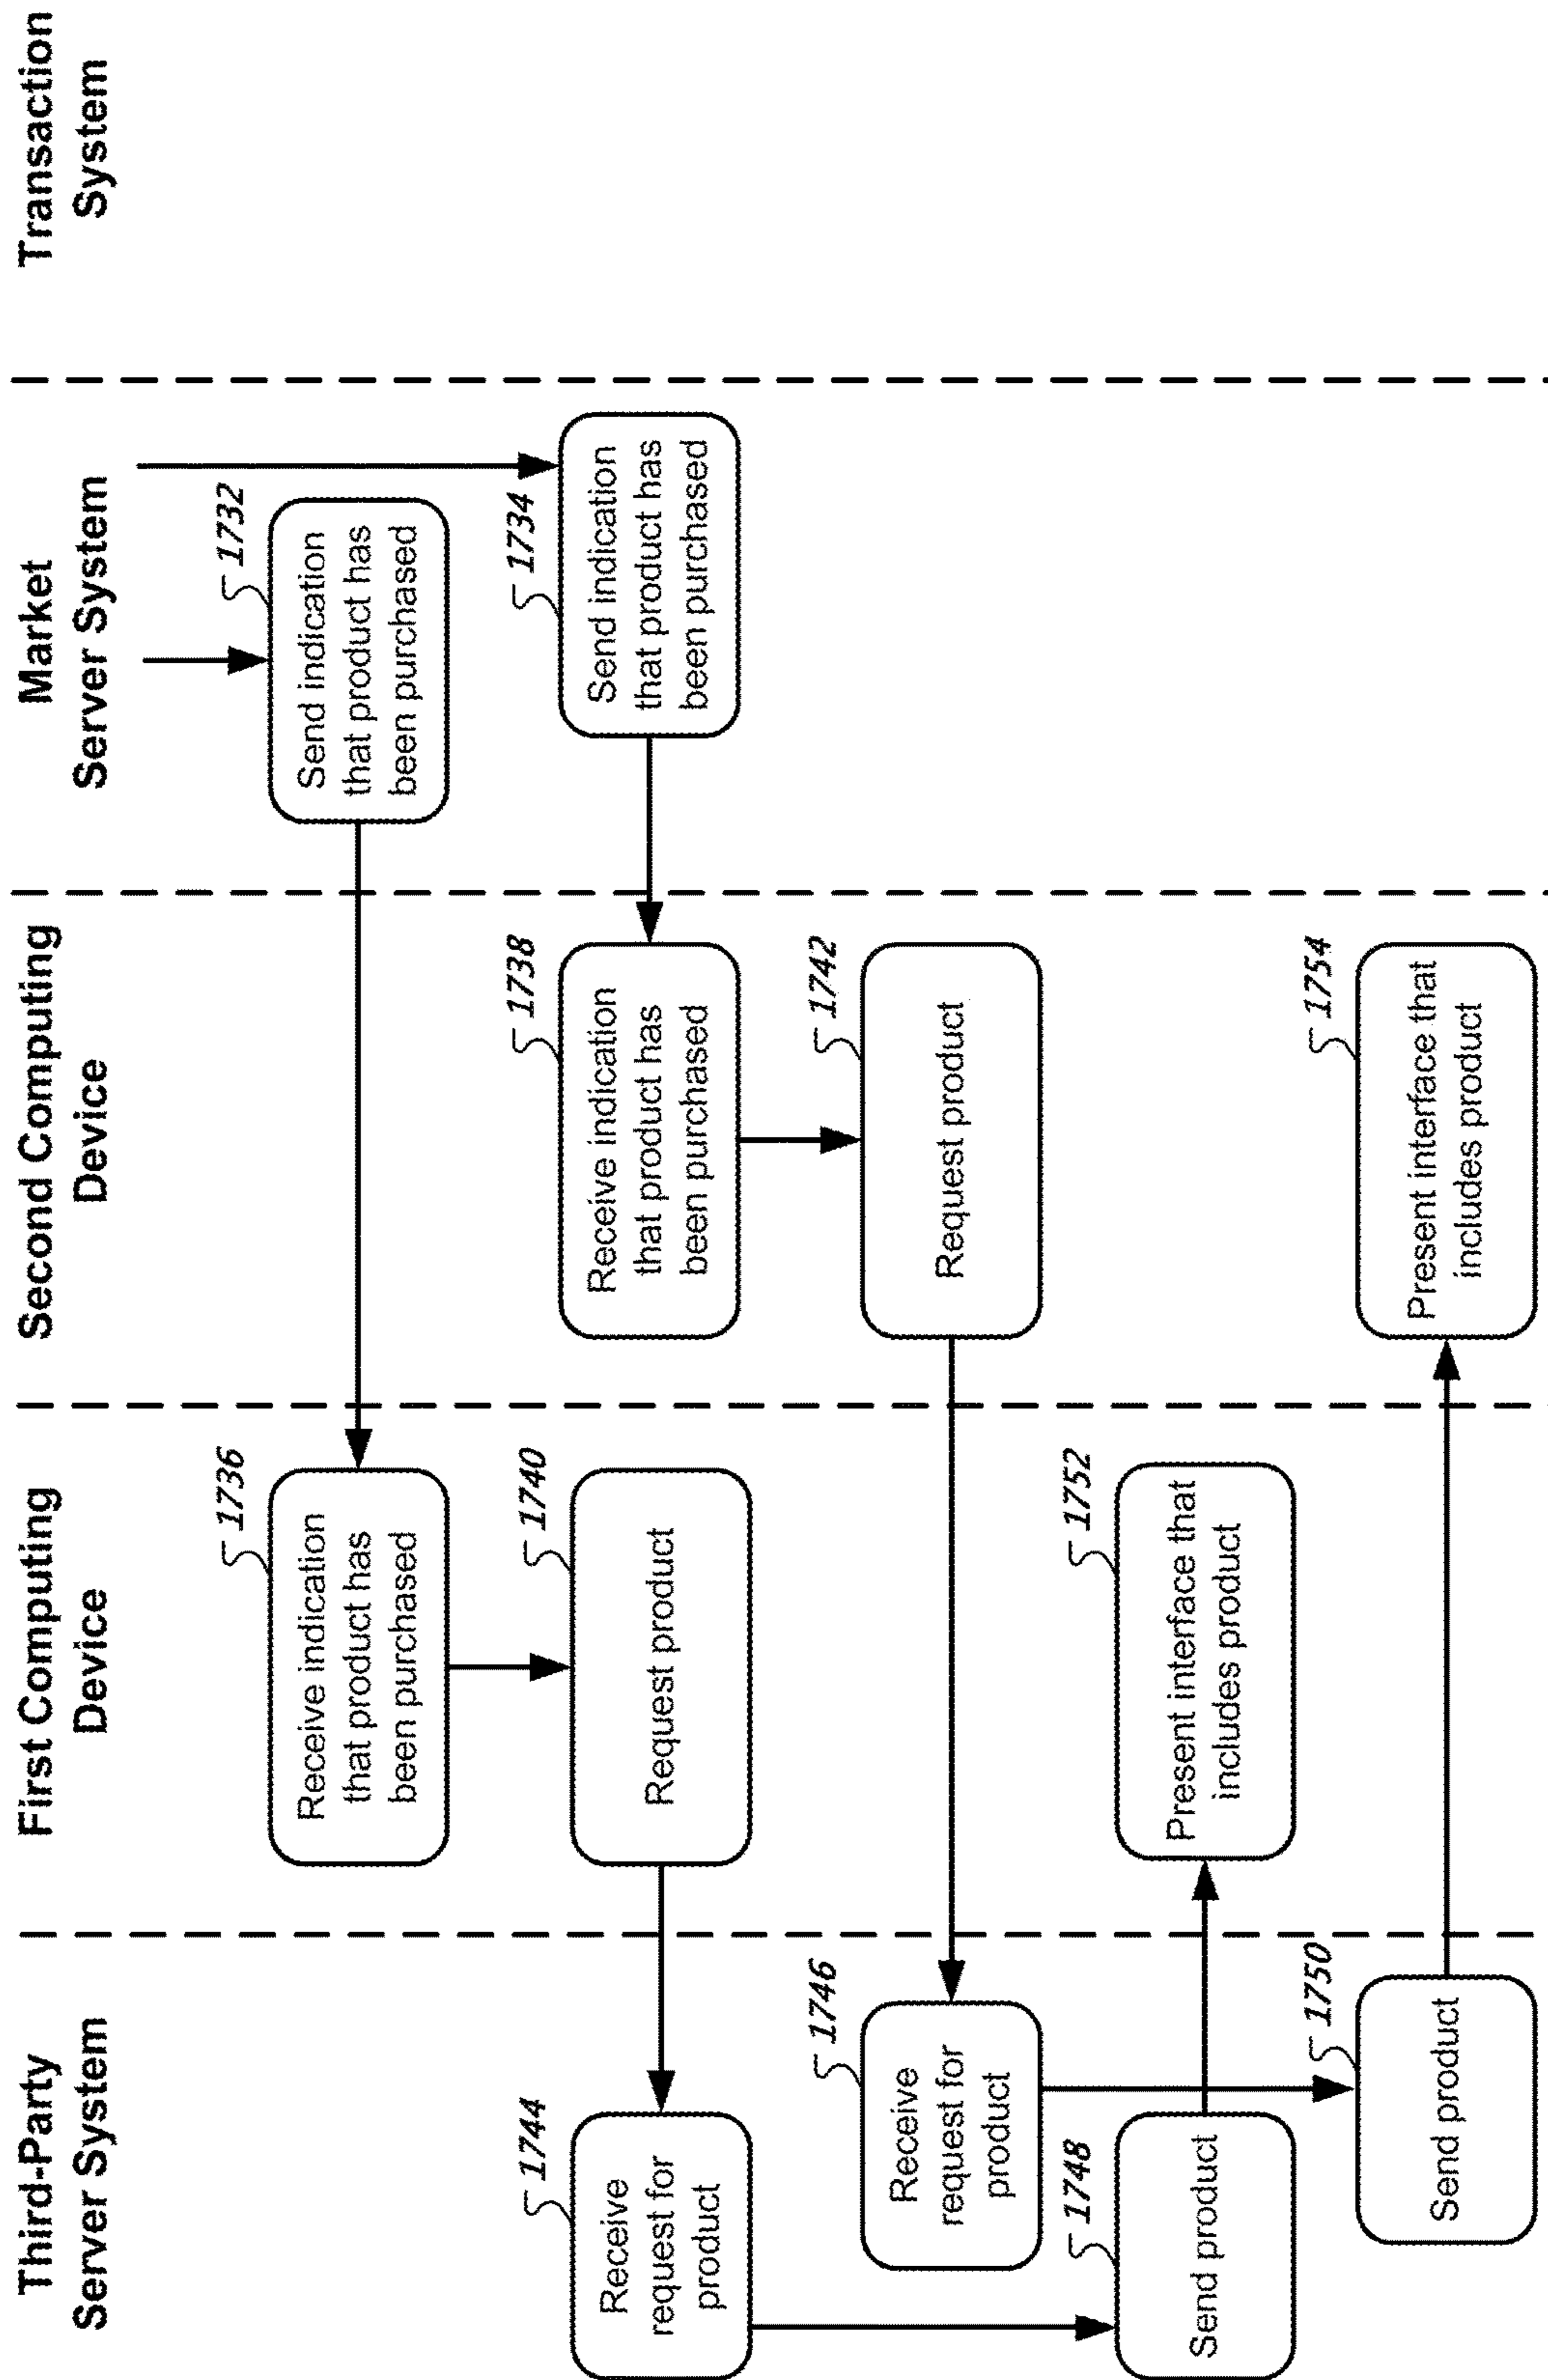 Third-Party
Server System
First Computing
Device
Second Computing
Device
Market
Server System
Transaction
System
1732
Send indication
that product has
been purchased
1736
Receive indication
that product has
been purchased
1734
Send indication
that product has
been purchased
1738
Receive indication
that product has
been purchased
1740
Request product
1744
Receive
request for
product
1742
Request product
1746
Receive
request for
product
1748
Send product
1752
Present interface that
includes product
1750
Send product
1754
Present interface that
includes product